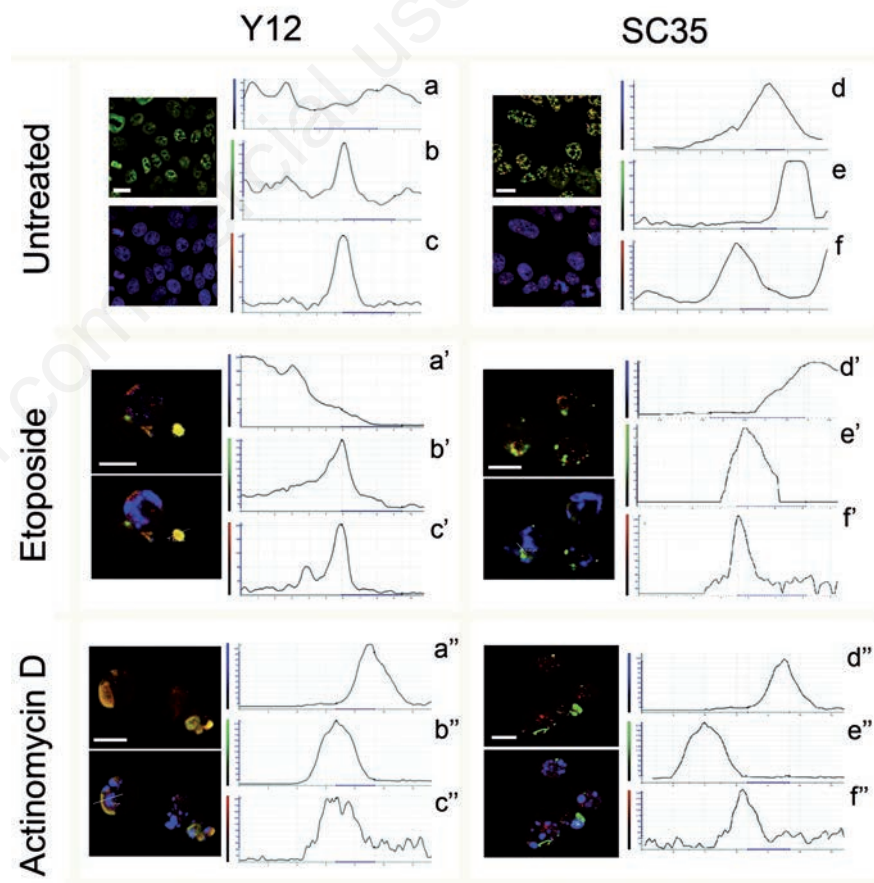 Y12 SC35
Untreated
a
b
c
d
e
f
Etoposide
a'
b'
c'
d'
e'
f'
Actinomycin D
a"
b"
c"
d"
e"
f"